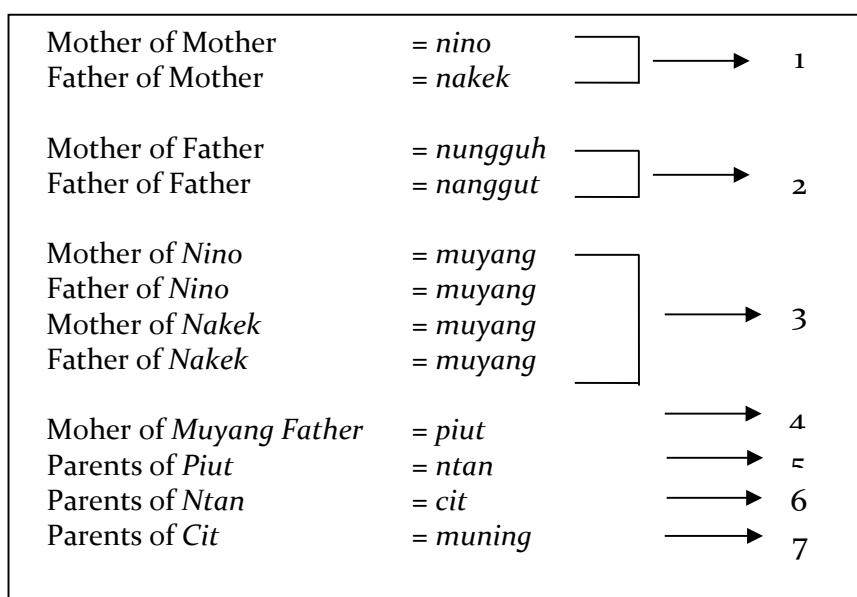 Mother of Mother = nino
Father of Mother = nakek
1
Mother of Father = nungguh
Father of Father = nanggut
2
Mother of Nino = muyang
Father of Nino = muyang
Mother of Nakek = muyang
Father of Nakek = muyang
3
Moher of Muyang Father = piut 4
Parents of Piut = ntan 5
Parents of Ntan = cit 6
Parents of Cit = muning 7